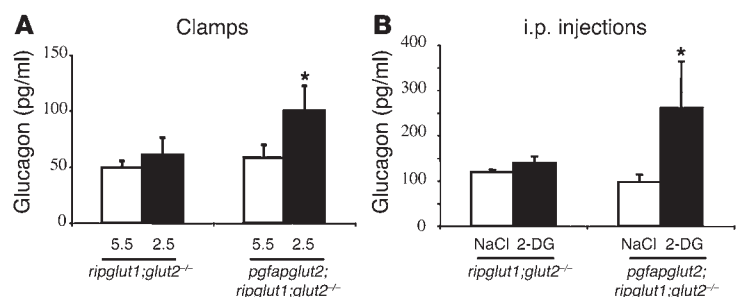 A
Clamps
Glucagon (pg/ml)
150
100
50
0
*
5.5 2.5 5.5 2.5
ripglut1;glut2-/-
pgfapglut2;
ripglut1;glut2-/-
B
i.p. injections
Glucagon (pg/ml)
400
300
200
100
0
*
NaCl 2-DG NaCl 2-DG
ripglut1;glut2-/-
pgfapglut2;
ripglut1;glut2-/-